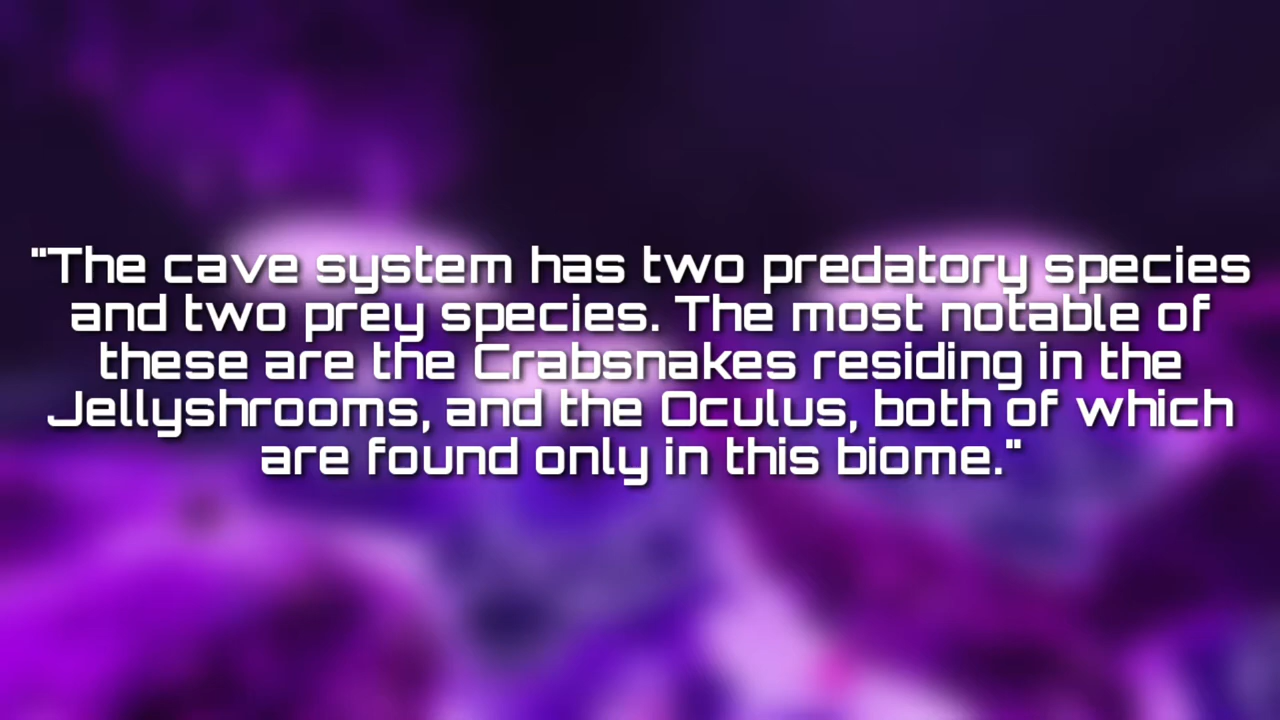 "The cave system has two predatory species
and two prey species. The most notable of
these are the Crabsnakes residing in the
Jellyshrooms, and the Oculus, both of which
are found only in this biome."